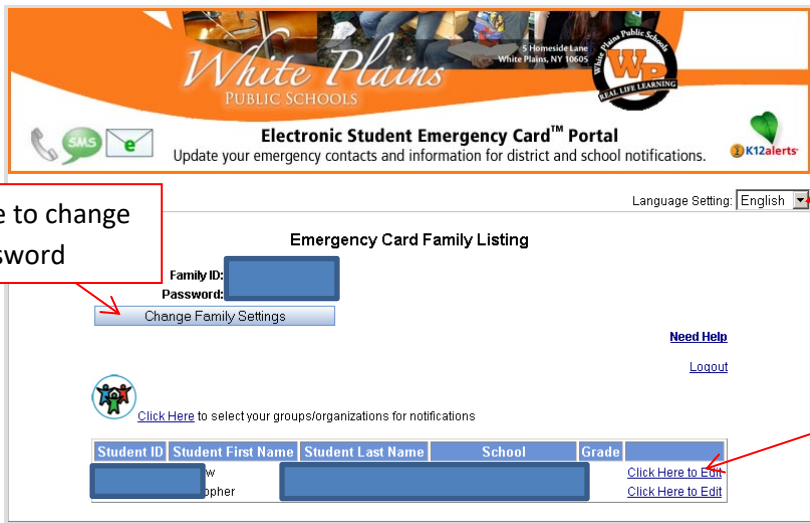 White Plains
PUBLIC SCHOOLS
5 Homeside Lane
White Plains, NY 10605
White Plains Public Schools
WP
REAL LIFE LEARNING
SMS
e
Electronic Student Emergency Card™ Portal
Update your emergency contacts and information for district and school notifications.
K12alerts
Language Setting: English
e to change
sword
Emergency Card Family Listing
Family ID:
Password:
Change Family Settings
Need Help
Logout
Click Here to select your groups/organizations for notifications
Student ID Student First Name Student Last Name School Grade
w Click Here to Edit
opher Click Here to Edit